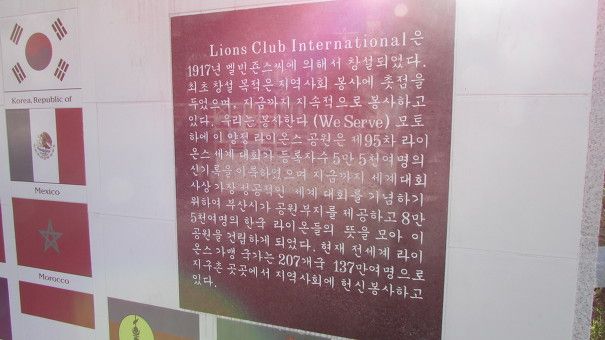 Korea, Republic of
Mexico
Morocco
Lions Club International은
1917년 멜빈죤스씨에 의해서 창설되었다.
최초 창설 목적은 지역사회 봉사에 촛점을
두었으며, 지금까지 지속적으로 봉사하고
있다. 우리는 봉사한다 (We Serve) 모토
하에 이 양정 라이온스 공원은 제95차 라이
온스 세계 대회가 등록자수 5만 5천여명의
신기록을 이룩하였으며 지금까지 세계대회
사상 가장 성공적인 세계 대회를 기념하기
위하여 부산시가 공원부지를 제공하고 8만
5천여명의 한국 라이온들의 뜻을 모아 이
공원을 건립하게 되었다. 현재 전세계 라이
온스 가맹 국가는 207개국 137만여명으로
지구촌 곳곳에서 지역사회에 헌신봉사하고
있다.